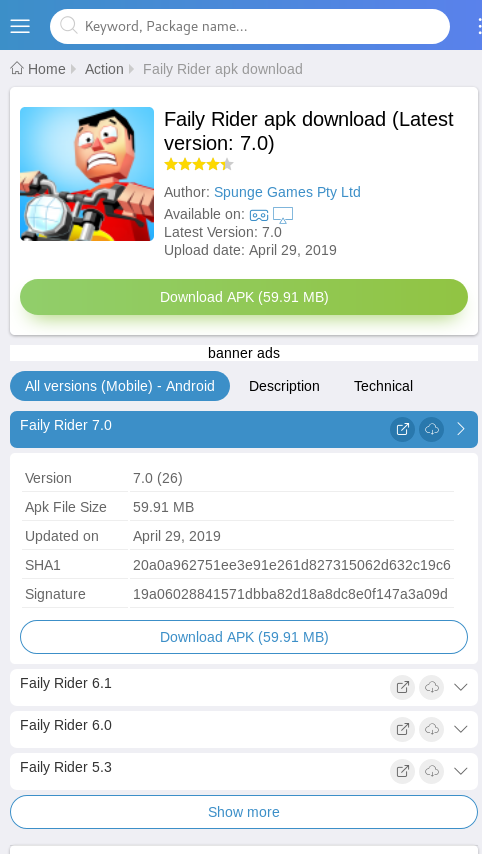 Keyword, Package name...
Home Action Faily Rider apk download
Faily Rider apk download (Latest
version: 7.0)
Author: Spunge Games Pty Ltd
Available on:
Latest Version: 7.0
Upload date: April 29, 2019
Download APK (59.91 MB)
banner ads
All versions (Mobile) - Android Description Technical
Faily Rider 7.0
Version 7.0 (26)
Apk File Size 59.91 MB
Updated on April 29, 2019
SHA1 20a0a962751ee3e91e261d827315062d632c19c6
Signature 19a06028841571dbba82d18a8dc8e0f147a3a09d
Download APK (59.91 MB)
Faily Rider 6.1
Faily Rider 6.0
Faily Rider 5.3
Show more